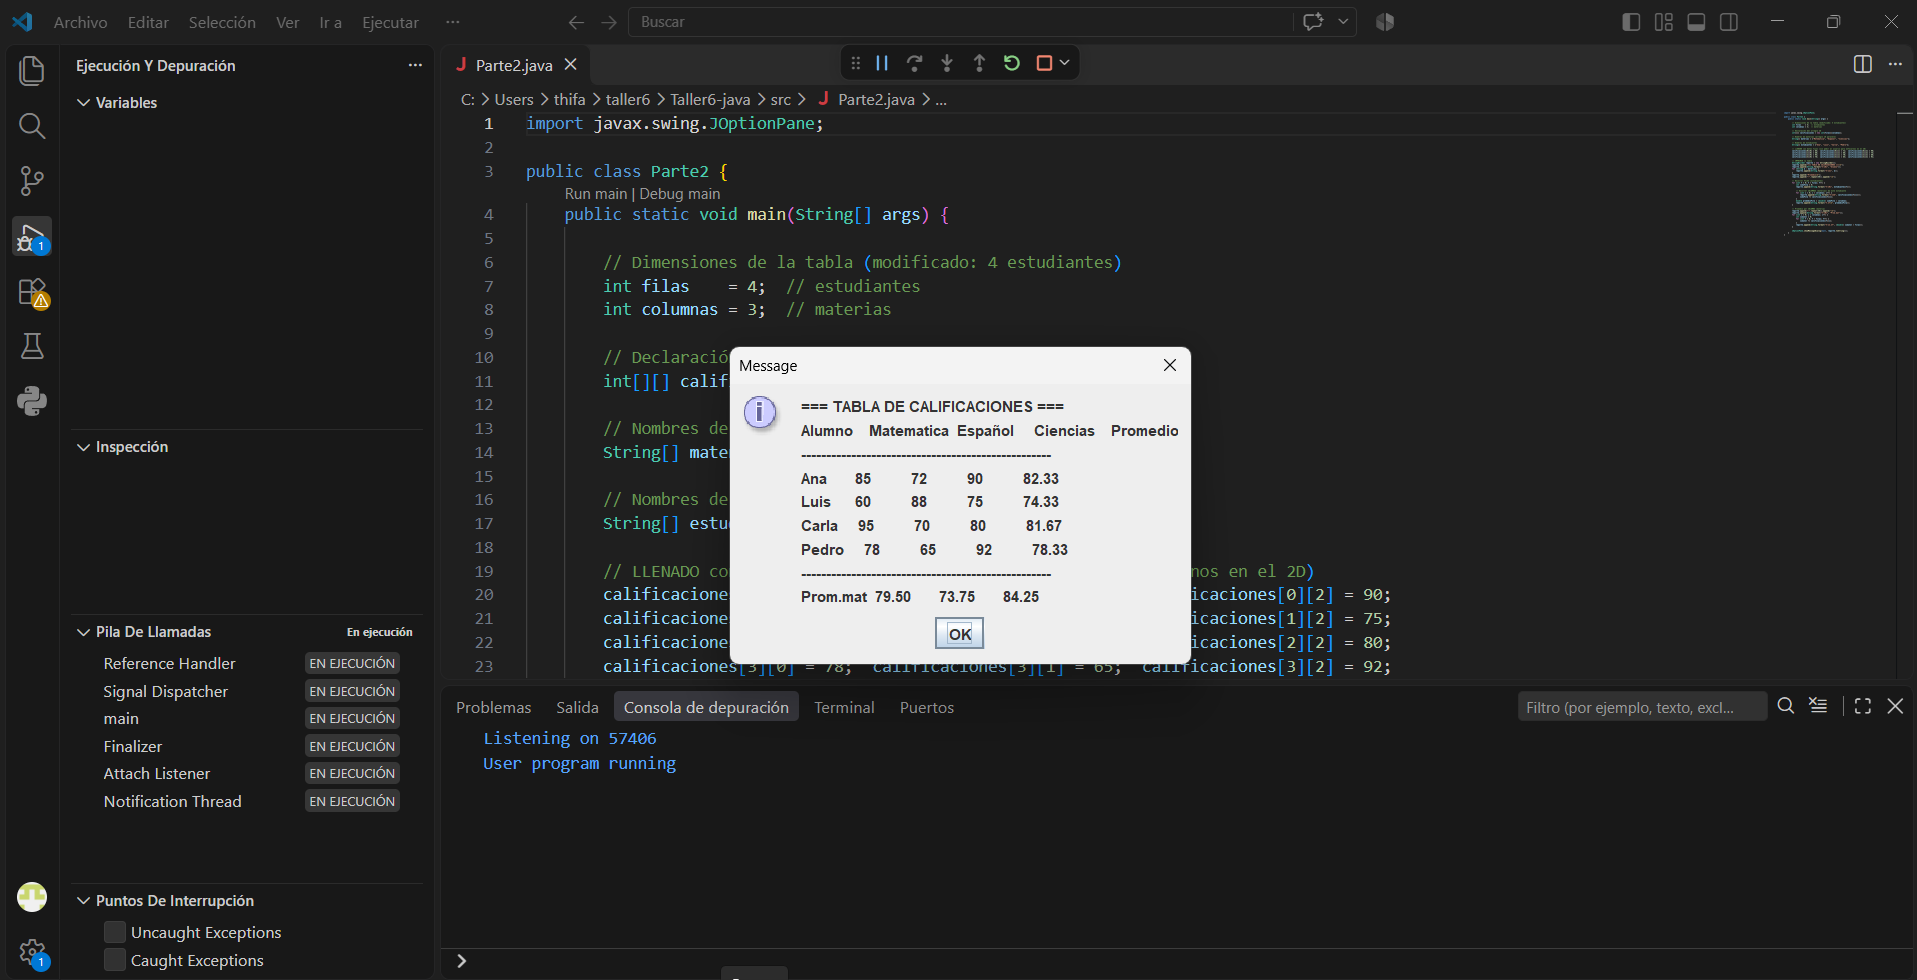 Archivo Editar Selección Ver Ir a Ejecutar ···
Buscar
Ejecución Y Depuración ···
Variables
Inspección
Pila De Llamadas En ejecución
Reference Handler EN EJECUCIÓN
Signal Dispatcher EN EJECUCIÓN
main EN EJECUCIÓN
Finalizer EN EJECUCIÓN
Attach Listener EN EJECUCIÓN
Notification Thread EN EJECUCIÓN
Puntos De Interrupción
Uncaught Exceptions
Caught Exceptions
1
1
J Parte2.java
C: > Users > thifa > taller6 > Taller6-java > src > J Parte2.java > ...
1 import javax.swing.JOptionPane;
2
3 public class Parte2 {
Run main | Debug main
4 public static void main(String[] args) {
5
6 // Dimensiones de la tabla (modificado: 4 estudiantes)
7 int filas    = 4;  // estudiantes
8 int columnas = 3;  // materias
9
10 // Declaració
11 int[][] calif
12
13 // Nombres de
14 String[] mate
15
16 // Nombres de
17 String[] estu
18
19 // LLENADO co nos en el 2D)
20 calificacione icaciones[0][2] = 90;
21 calificacione icaciones[1][2] = 75;
22 calificacione icaciones[2][2] = 80;
23 calificaciones[3][0] = 78;  calificaciones[3][1] = 65;  calificaciones[3][2] = 92;
Message
=== TABLA DE CALIFICACIONES ===
Alumno Matematica Español Ciencias Promedio
--------------------------------------------------
Ana 85 72 90 82.33
Luis 60 88 75 74.33
Carla 95 70 80 81.67
Pedro 78 65 92 78.33
--------------------------------------------------
Prom.mat 79.50 73.75 84.25
OK
Problemas Salida Consola de depuración Terminal Puertos
Filtro (por ejemplo, texto, excl...
Listening on 57406
User program running
>